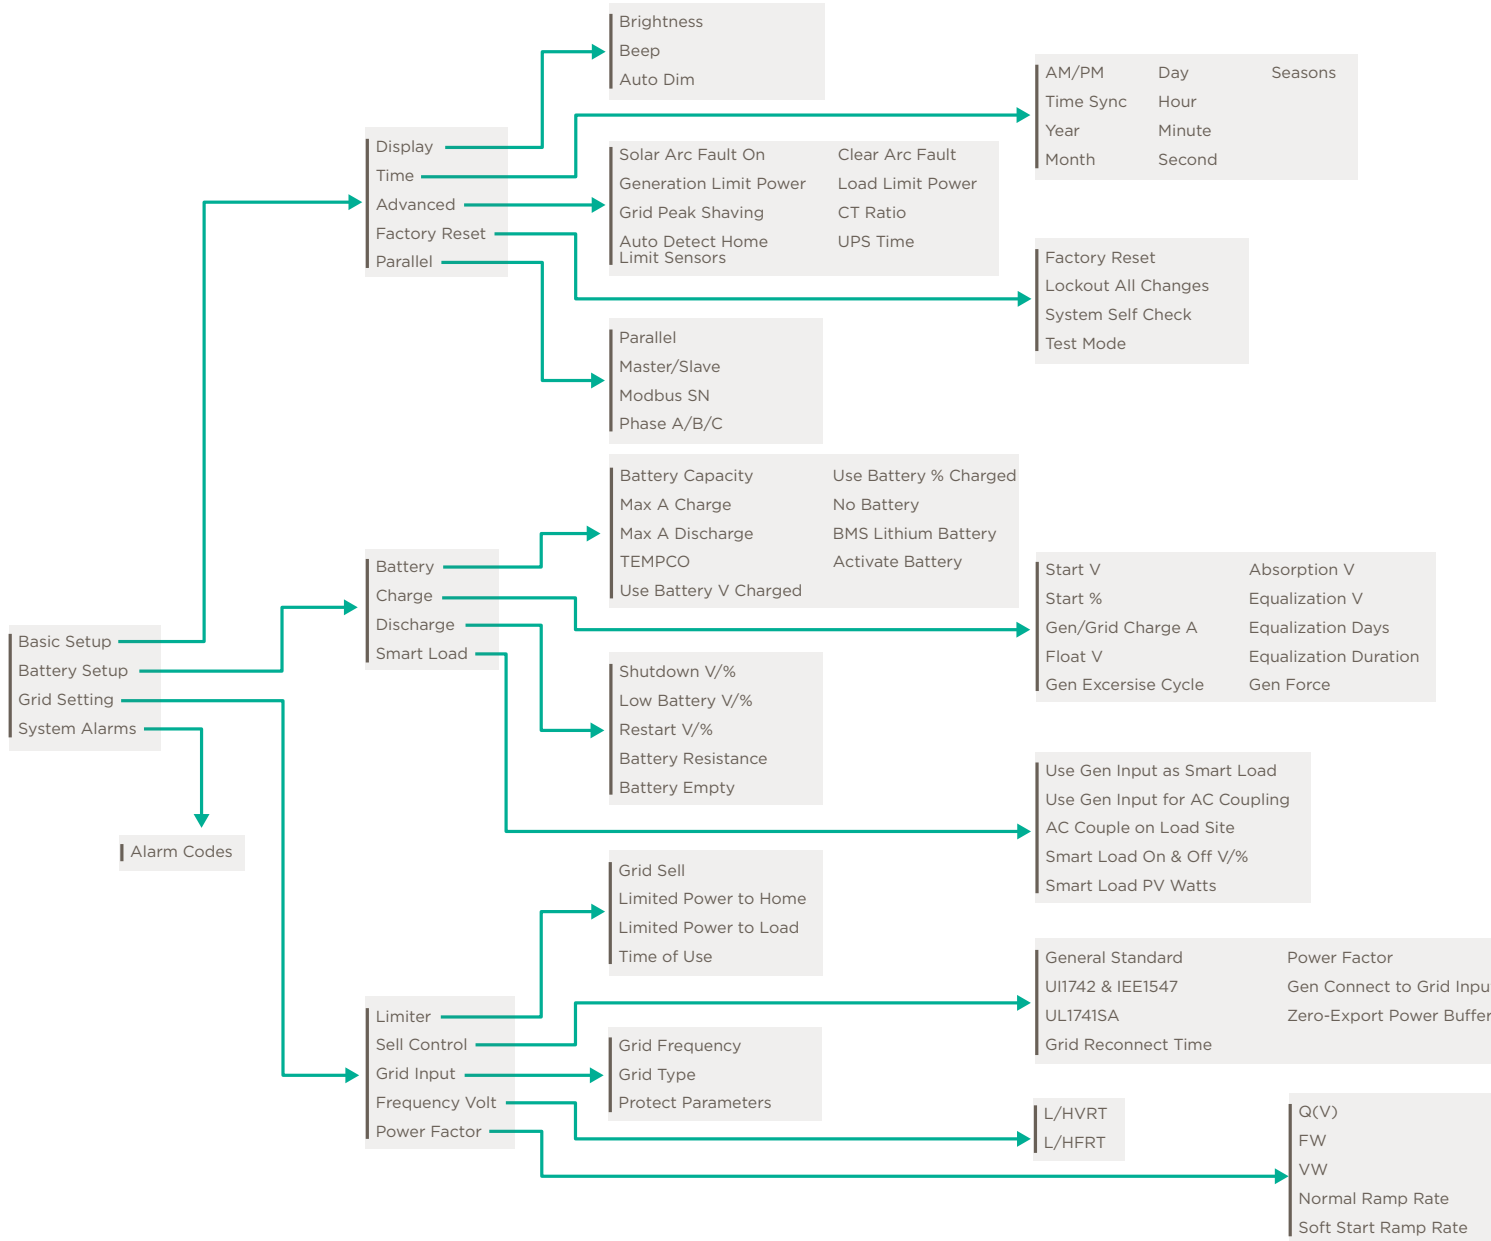 Brightness
Beep
Auto Dim
AM/PM
Time Sync
Year
Month
Day
Hour
Minute
Second
Seasons
Display
Time
Advanced
Factory Reset
Parallel
Solar Arc Fault On
Generation Limit Power
Grid Peak Shaving
Auto Detect Home
Limit Sensors
Clear Arc Fault
Load Limit Power
CT Ratio
UPS Time
Factory Reset
Lockout All Changes
System Self Check
Test Mode
Parallel
Master/Slave
Modbus SN
Phase A/B/C
Battery Capacity
Max A Charge
Max A Discharge
TEMPCO
Use Battery V Charged
Use Battery % Charged
No Battery
BMS Lithium Battery
Activate Battery
Battery
Charge
Discharge
Smart Load
Start V
Start %
Gen/Grid Charge A
Float V
Gen Excersise Cycle
Absorption V
Equalization V
Equalization Days
Equalization Duration
Gen Force
Basic Setup
Battery Setup
Grid Setting
System Alarms
Shutdown V/%
Low Battery V/%
Restart V/%
Battery Resistance
Battery Empty
Use Gen Input as Smart Load
Use Gen Input for AC Coupling
AC Couple on Load Site
Smart Load On & Off V/%
Smart Load PV Watts
Alarm Codes
Grid Sell
Limited Power to Home
Limited Power to Load
Time of Use
General Standard
UI1742 & IEE1547
UL1741SA
Grid Reconnect Time
Power Factor
Gen Connect to Grid Inpu
Zero-Export Power Buffer
Limiter
Sell Control
Grid Input
Frequency Volt
Power Factor
Grid Frequency
Grid Type
Protect Parameters
L/HVRT
L/HFRT
Q(V)
FW
VW
Normal Ramp Rate
Soft Start Ramp Rate